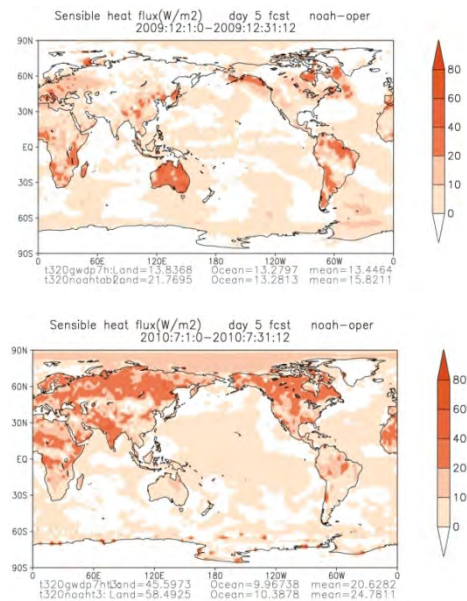 Sensible heat flux(W/m2) day 5 fcst noah-oper
2009:12:1:0-2009:12:31:12
90N
60N
30N
EQ
30S
60S
90S
0 60E 120E 180 120W 60W 0
80
60
40
20
10
0
Land=13.8368 Ocean=13.2797 mean=13.4464
Land=21.7695 Ocean=13.2813 mean=15.8211
Sensible heat flux(W/m2) day 5 fcst noah-oper
2010:7:1:0-2010:7:31:12
90N
60N
30N
EQ
30S
60S
90S
0 60E 120E 180 120W 60W 0
80
60
40
20
10
0
Ocean=9.96738 mean=20.6282
t320noaht3: Land=58.4925 Ocean=10.3878 mean=24.7811